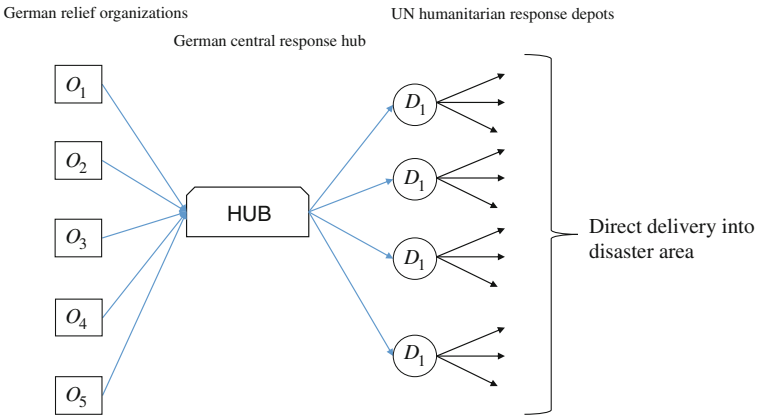 German relief organizations
German central response hub
UN humanitarian response depots
O1
O2
O3
O4
O5
HUB
D1
D1
D1
D1
Direct delivery into
disaster area